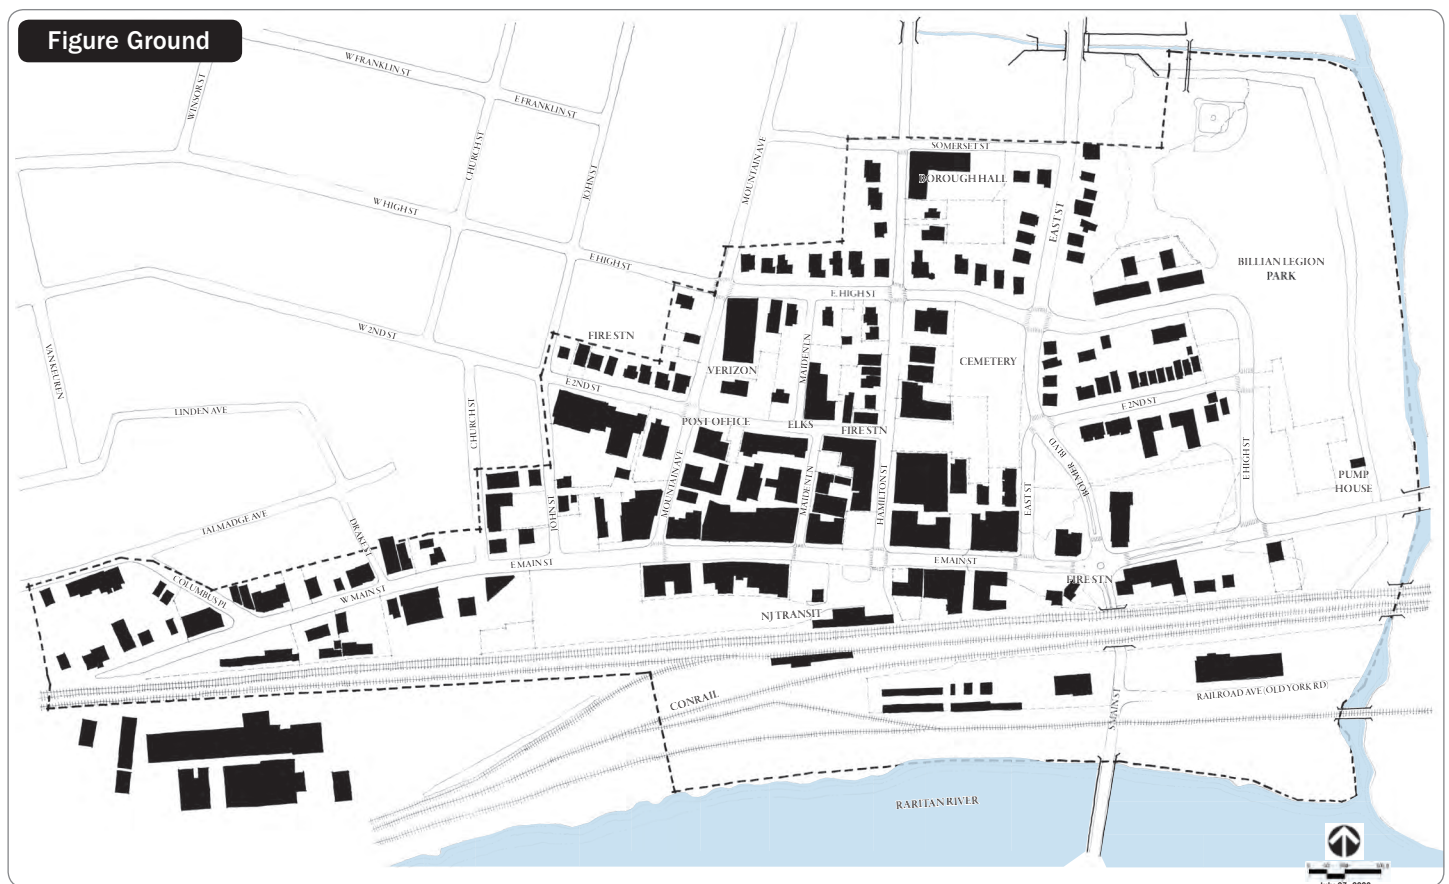 Figure Ground
W FRANKLIN ST
E FRANKLIN ST
WINSOR ST
CHURCH ST
JOHN ST
MOUNTAIN AVE
SOMERSET ST
BOROUGH HALL
EAST ST
W HIGH ST
E HIGH ST
BILLIAN LEGION
PARK
E HIGH ST
W 2ND ST
FIRE STN
VAN KEUREN
VERIZON
MAIDEN LN
CEMETERY
E 2ND ST
LINDEN AVE
CHURCH ST
POST OFFICE
ELKS
FIRE STN
E 2ND ST
BOLMER BLVD
E HIGH ST
PUMP
HOUSE
MOUNTAIN AVE
MAIDEN LN
HAMILTON ST
EAST ST
JOHN ST
TALMADGE AVE
DRAKE ST
E MAIN ST
E MAIN ST
COLUMBUS PL
W MAIN ST
FIRE STN
NJ TRANSIT
CONRAIL
S MAIN ST
RAILROAD AVE (OLD YORK RD)
RARITAN RIVER